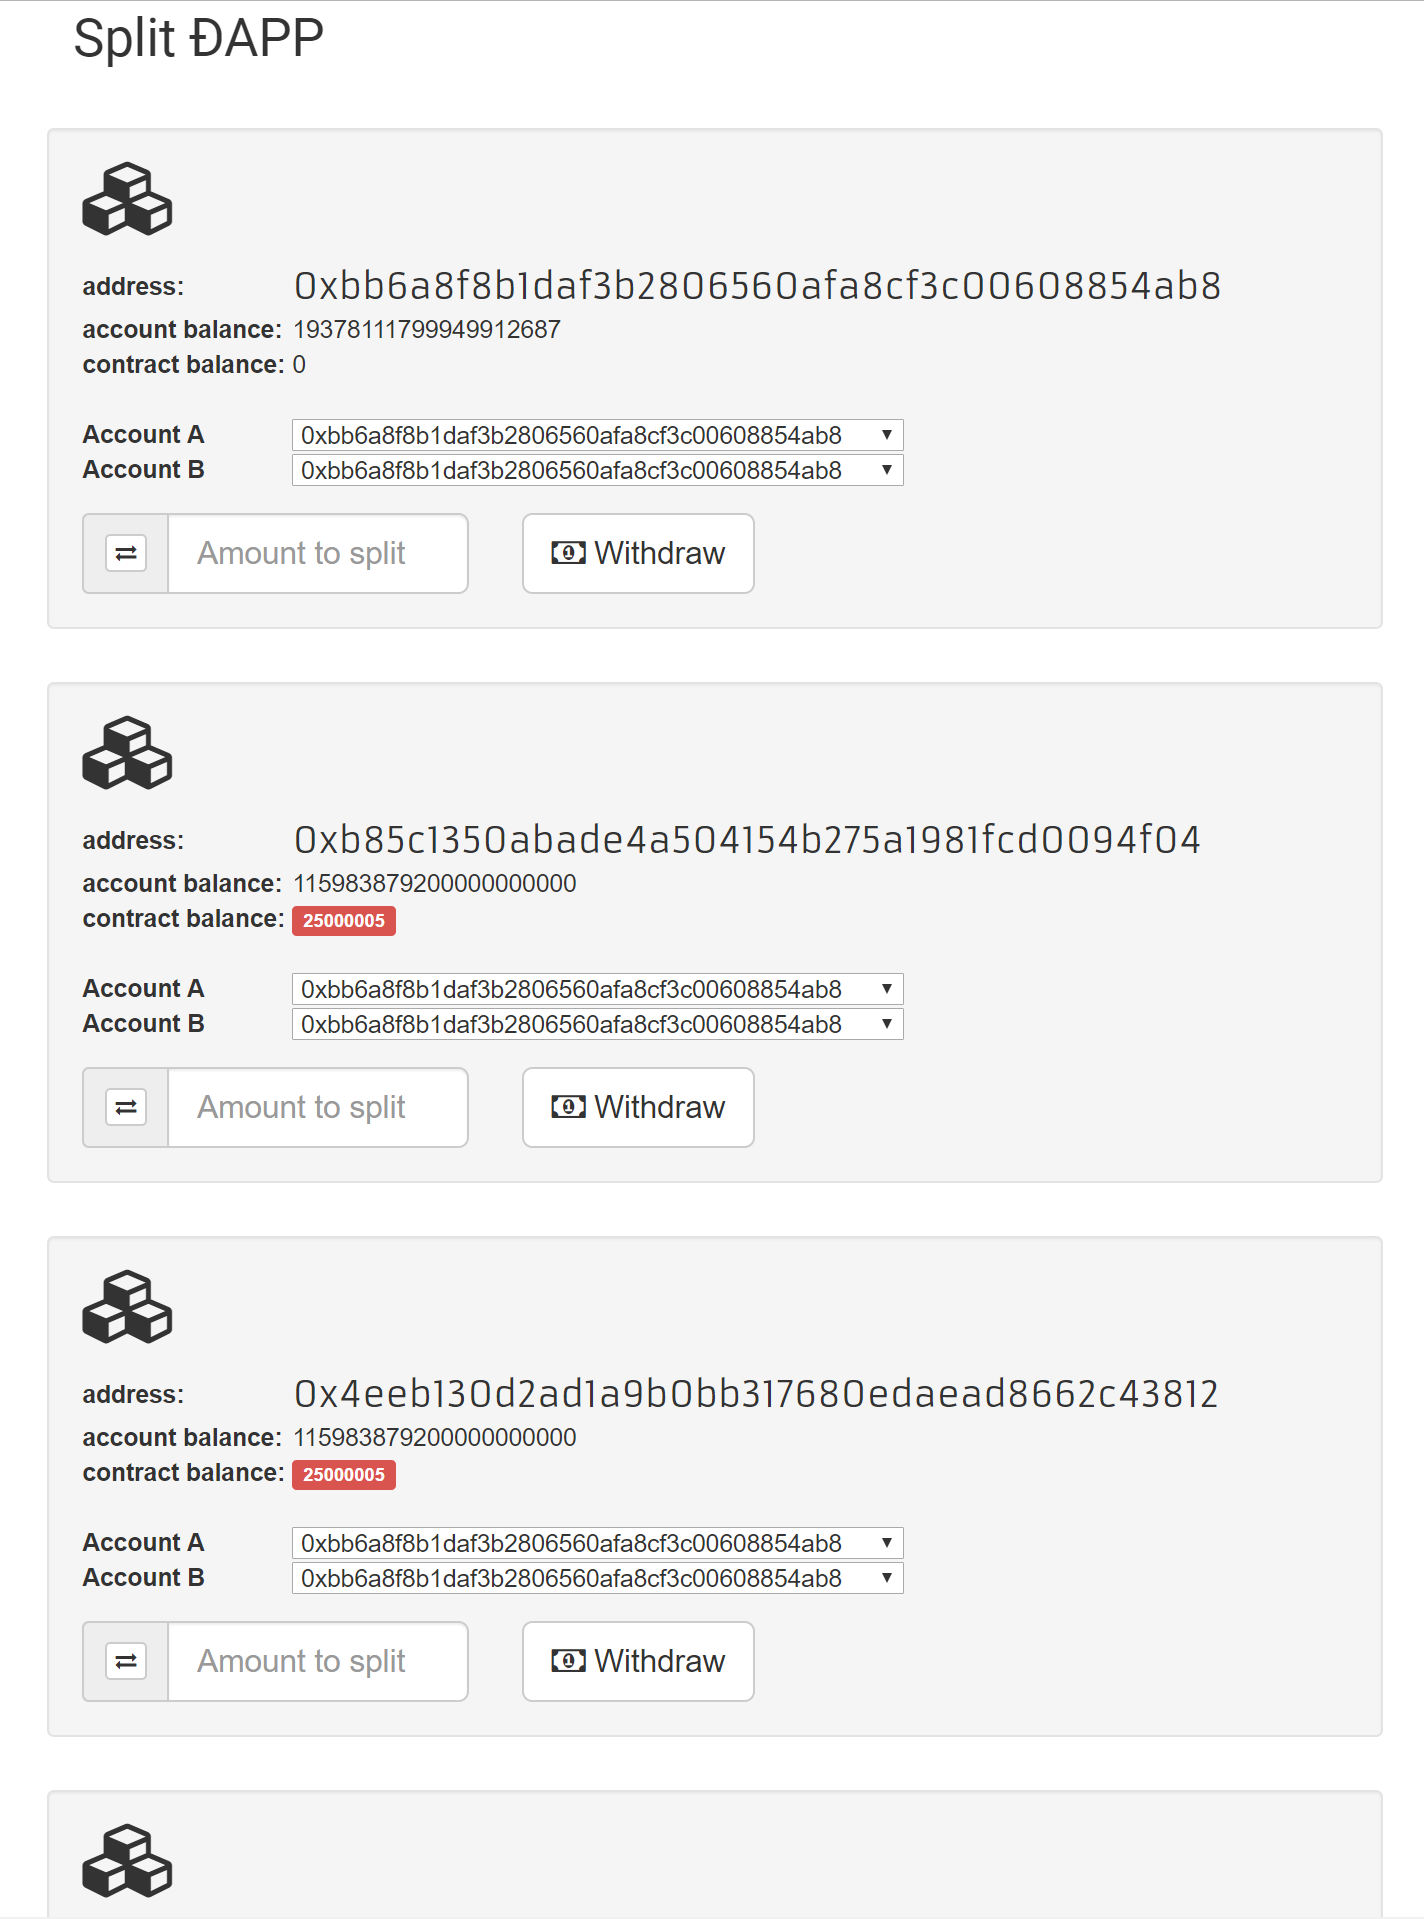 Split ĐAPP
address: 0xbb6a8f8b1daf3b2806560afa8cf3c00608854ab8
account balance: 19378111799949912687
contract balance: 0
Account A 0xbb6a8f8b1daf3b2806560afa8cf3c00608854ab8
Account B 0xbb6a8f8b1daf3b2806560afa8cf3c00608854ab8
Amount to split Withdraw
address: 0xb85c1350abade4a504154b275a1981fcd0094f04
account balance: 115983879200000000000
contract balance: 25000005
Account A 0xbb6a8f8b1daf3b2806560afa8cf3c00608854ab8
Account B 0xbb6a8f8b1daf3b2806560afa8cf3c00608854ab8
Amount to split Withdraw
address: 0x4eeb130d2ad1a9b0bb317680edaead8662c43812
account balance: 115983879200000000000
contract balance: 25000005
Account A 0xbb6a8f8b1daf3b2806560afa8cf3c00608854ab8
Account B 0xbb6a8f8b1daf3b2806560afa8cf3c00608854ab8
Amount to split Withdraw